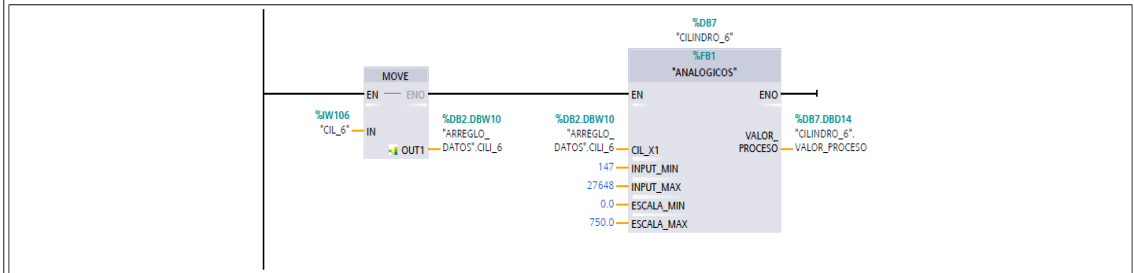 %DB7
"CILINDRO_6"
%FB1
"ANALOGICOS"
MOVE
EN
ENO
EN
ENO
%IW106
"CIL_6"
IN
OUT1
%DB2.DBW10
"ARREGLO_
DATOS".CILI_6
%DB2.DBW10
"ARREGLO_
DATOS".CILI_6
CIL_X1
147
INPUT_MIN
27648
INPUT_MAX
0.0
ESCALA_MIN
750.0
ESCALA_MAX
VALOR_
PROCESO
%DB7.DBD14
"CILINDRO_6".
VALOR_PROCESO